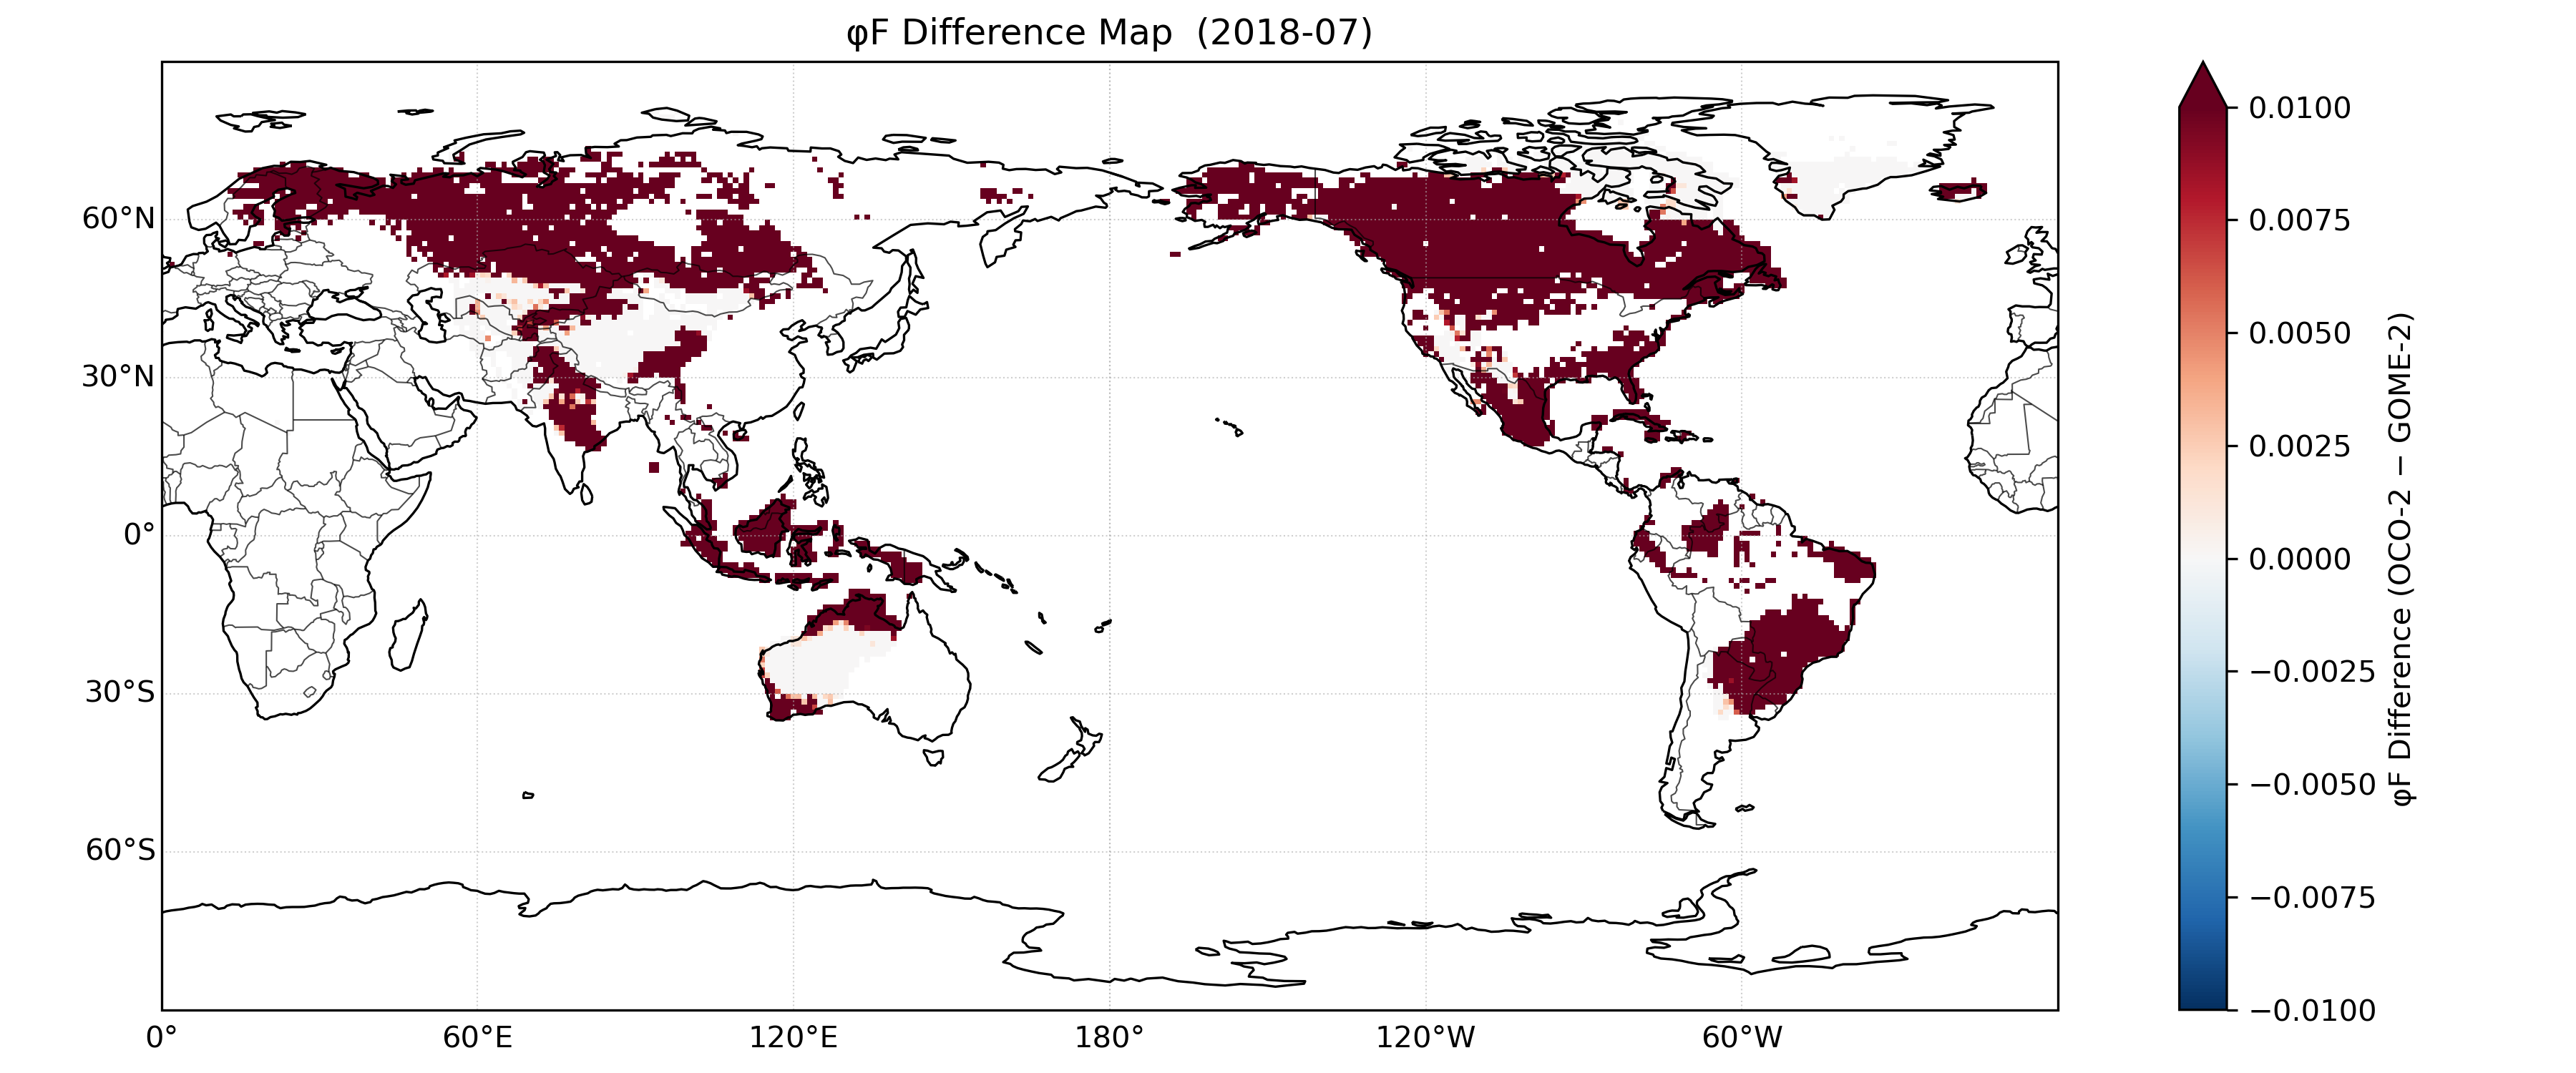 φF Difference Map  (2018-07)
60°N
30°N
0°
30°S
60°S
0°
60°E
120°E
180°
120°W
60°W
0.0100
0.0075
0.0050
0.0025
0.0000
−0.0025
−0.0050
−0.0075
−0.0100
φF Difference (OCO-2 − GOME-2)